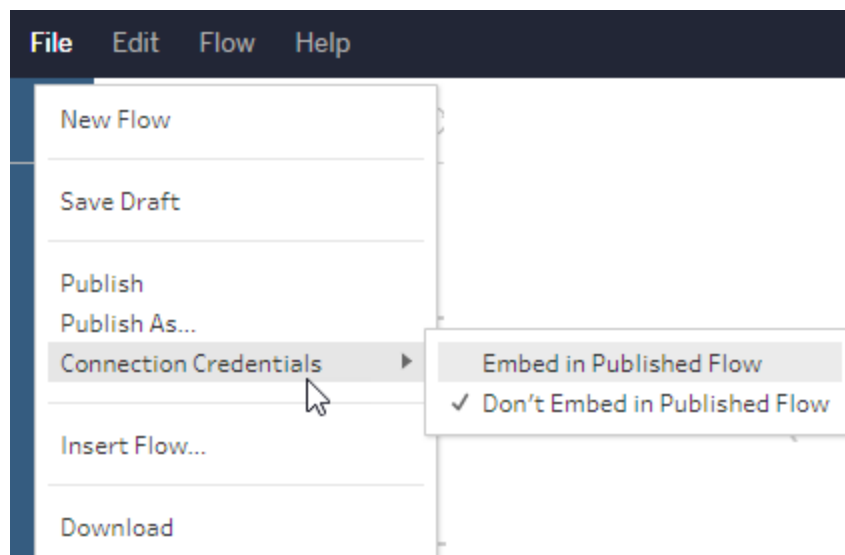 File Edit Flow Help
New Flow
Save Draft
Publish
Publish As...
Connection Credentials
Embed in Published Flow
✓ Don't Embed in Published Flow
Insert Flow...
Download